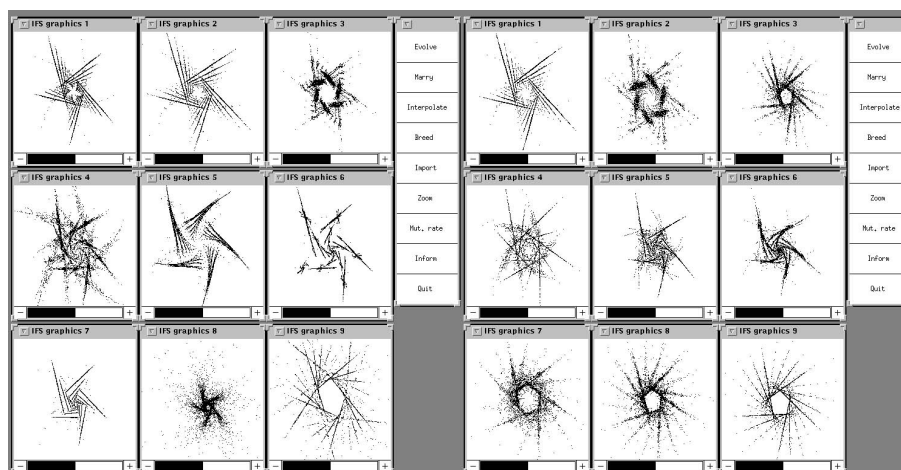 IFS graphics 1
IFS graphics 2
IFS graphics 3
Evolve
Marry
Interpolate
Breed
Import
Zoom
Mut. rate
Inform
Quit
IFS graphics 4
IFS graphics 5
IFS graphics 6
IFS graphics 7
IFS graphics 8
IFS graphics 9
IFS graphics 1
IFS graphics 2
IFS graphics 3
Evolve
Marry
Interpolate
Breed
Import
Zoom
Mut. rate
Inform
Quit
IFS graphics 4
IFS graphics 5
IFS graphics 6
IFS graphics 7
IFS graphics 8
IFS graphics 9